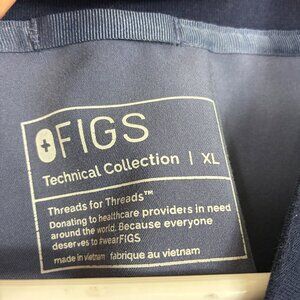 FIGS
Technical Collection | XL
Threads for Threads™
Donating to healthcare providers in need
around the world. Because everyone
deserves to #wearFIGS
made in vietnam fabrique au vietnam